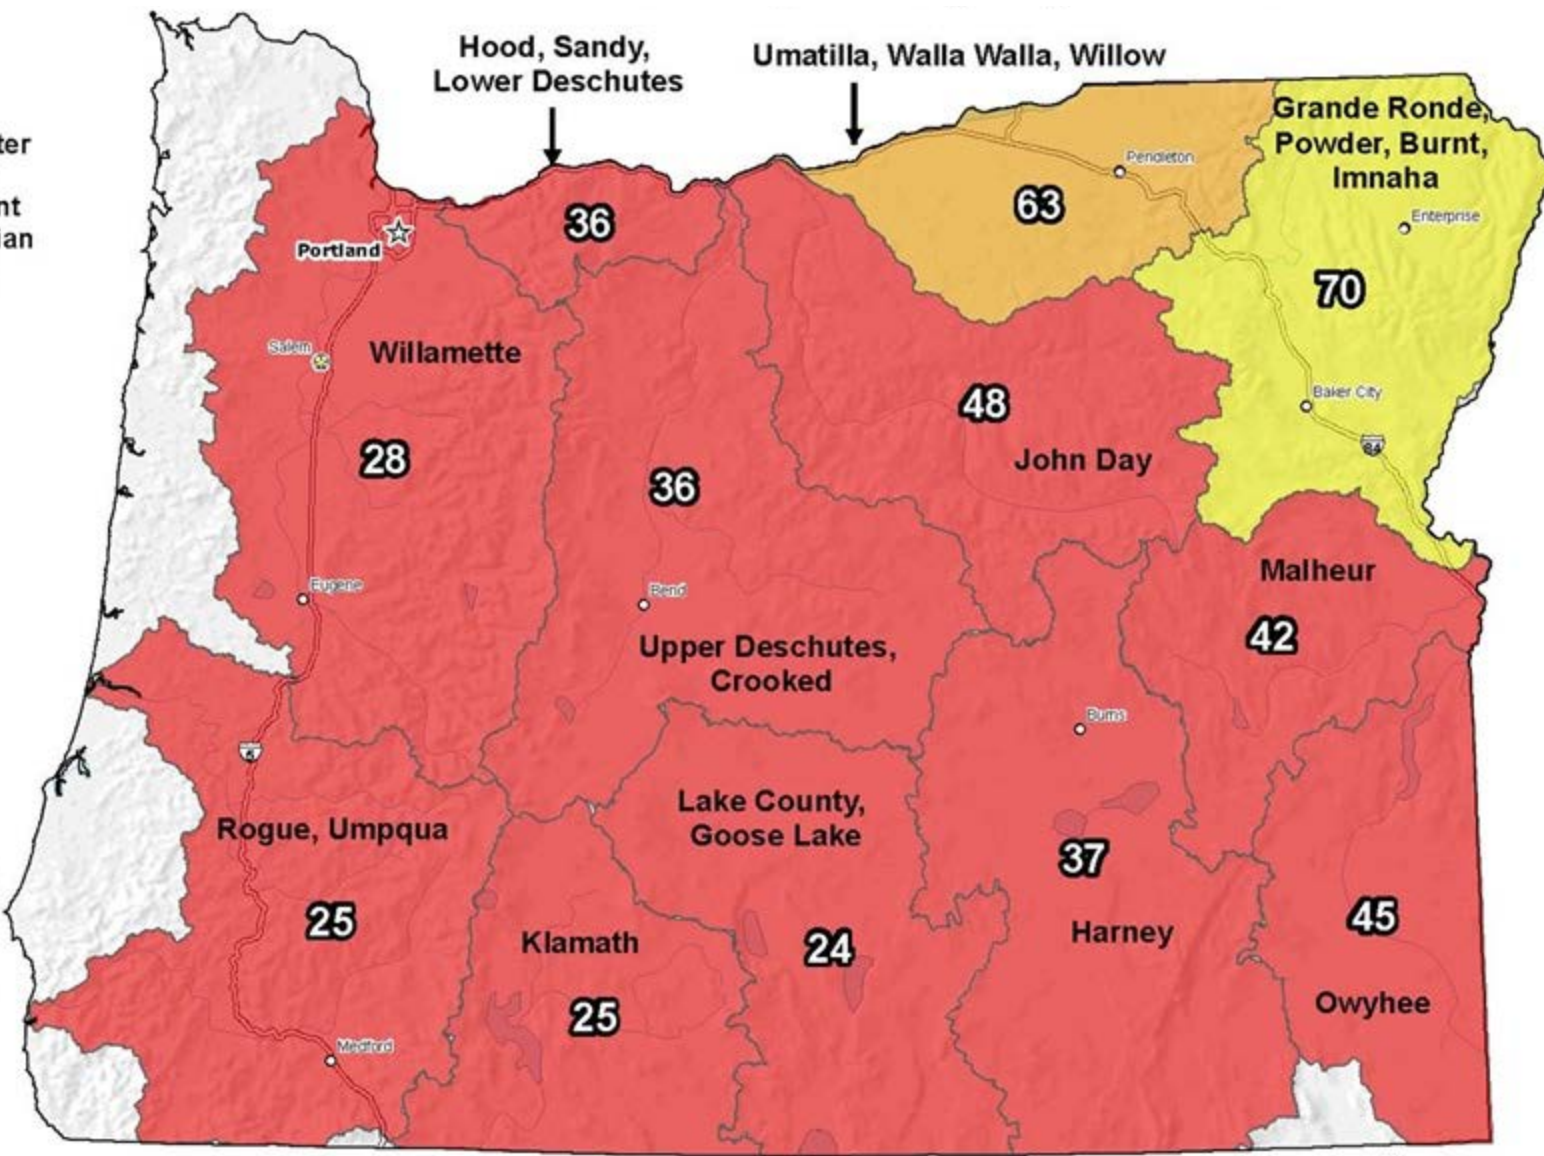 Hood, Sandy,
Lower Deschutes
Umatilla, Walla Walla, Willow
Grande Ronde,
Powder, Burnt,
Imnaha
Pendleton
63
Enterprise
36
Portland
70
Salem
Willamette
Baker City
48
84
28
John Day
36
Malheur
Eugene
Bend
42
Upper Deschutes,
Crooked
Burns
5
Lake County,
Goose Lake
Rogue, Umpqua
37
25
Klamath
24
Harney
45
25
Owyhee
Medford